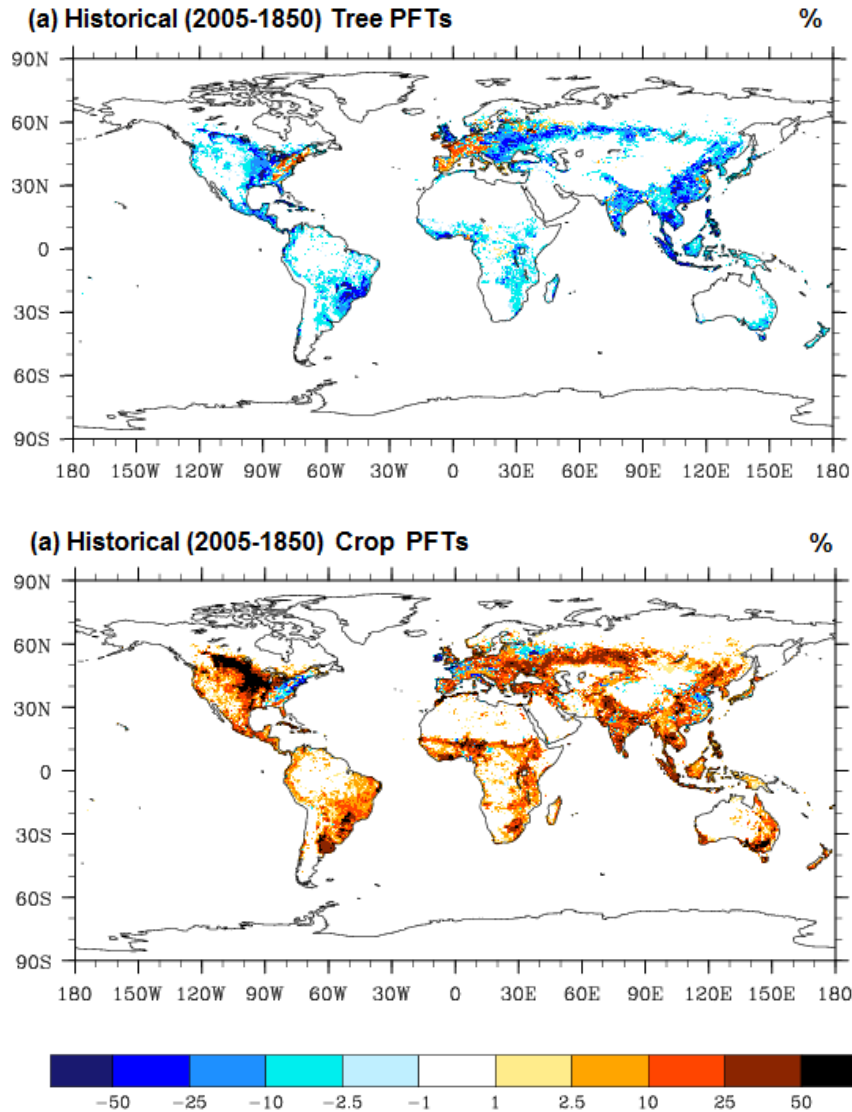 (a) Historical (2005-1850) Tree PFTs %
90N
60N
30N
0
30S
60S
90S
180 150W 120W 90W 60W 30W 0 30E 60E 90E 120E 150E 180
(a) Historical (2005-1850) Crop PFTs %
90N
60N
30N
0
30S
60S
90S
180 150W 120W 90W 60W 30W 0 30E 60E 90E 120E 150E 180
−50 −25 −10 −2.5 −1 1 2.5 10 25 50